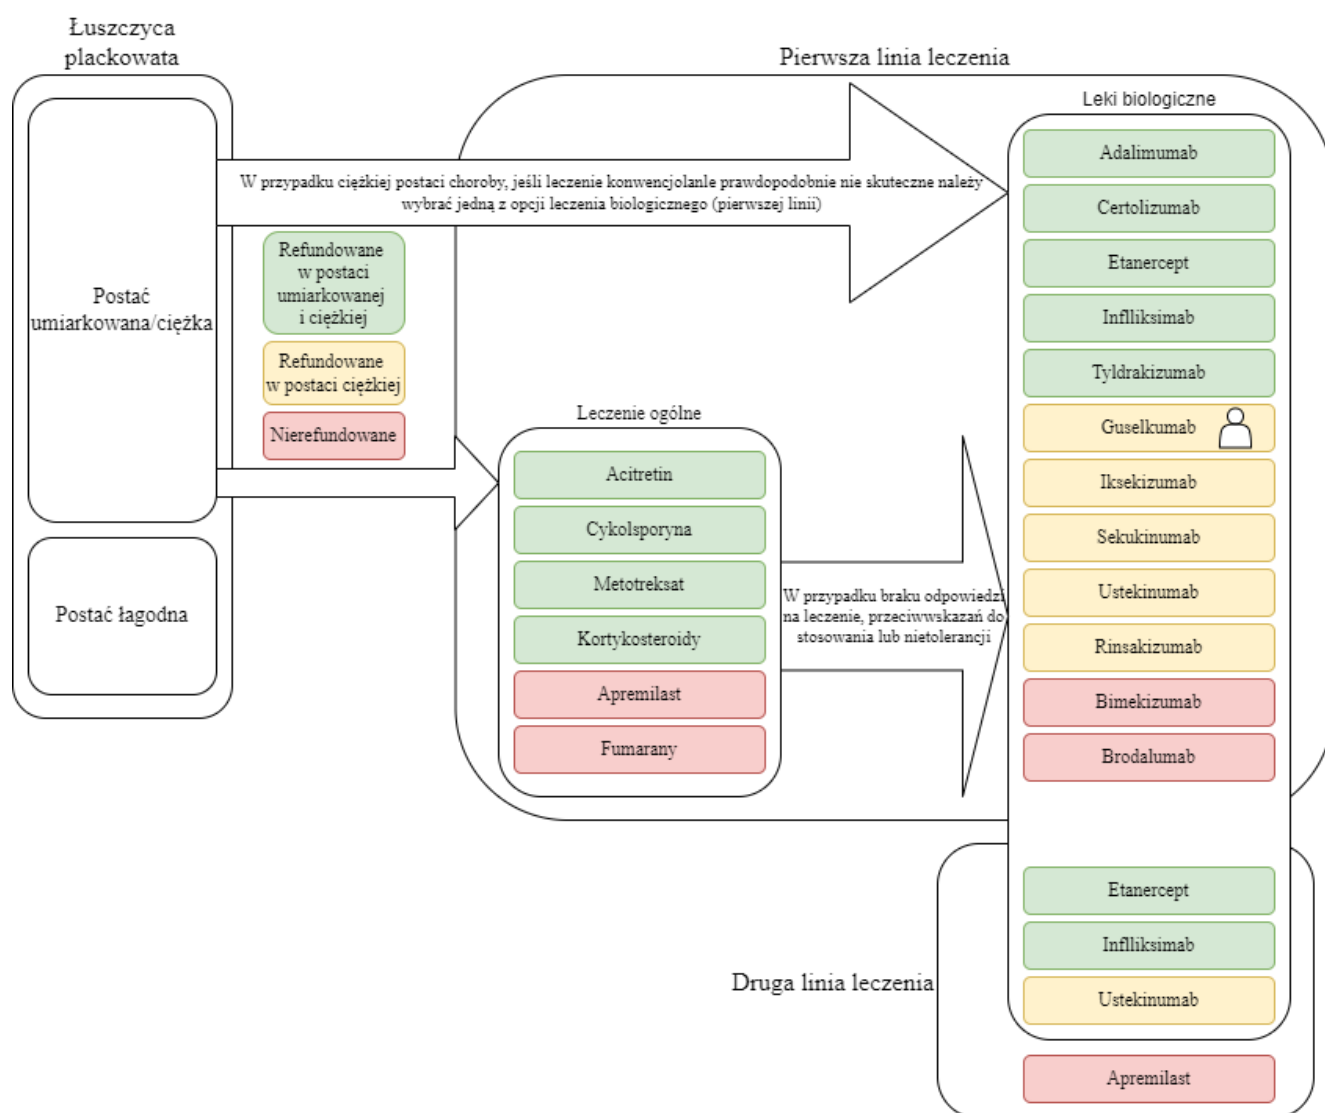 Łuszczyca
plackowata
Pierwsza linia leczenia
Leki biologiczne
Postać
umiarkowana/ciężka
Postać łagodna
W przypadku ciężkiej postaci choroby, jeśli leczenie konwencjolanle prawdopodobnie nie skuteczne należy
wybrać jedną z opcji leczenia biologicznego (pierwszej linii)
Refundowane
w postaci
umiarkowanej
i ciężkiej
Refundowane
w postaci ciężkiej
Nierefundowane
Leczenie ogólne
Acitretin
Cykolsporyna
Metotreksat
Kortykosteroidy
Apremilast
Fumarany
W przypadku braku odpowiedzi
na leczenie, przeciwwskazań do
stosowania lub nietolerancji
Adalimumab
Certolizumab
Etanercept
Inflliksimab
Tyldrakizumab
Guselkumab
Iksekizumab
Sekukinumab
Ustekinumab
Rinsakizumab
Bimekizumab
Brodalumab
Druga linia leczenia
Etanercept
Inflliksimab
Ustekinumab
Apremilast